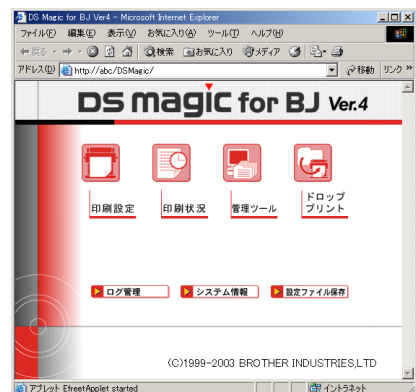 DS Magic for BJ Ver4 - Microsoft Internet Explorer
ファイル(F) 編集(E) 表示(V) お気に入り(A) ツール(T) ヘルプ(H)
戻る 検索 お気に入り メディア
アドレス(D) http://abc/DSMagic/ 移動 リンク »
DS magic for BJ Ver.4
印刷設定 印刷状況 管理ツール ドロップ
プリント
ログ管理 システム情報 設定ファイル保存
(C)1999-2003 BROTHER INDUSTRIES,LTD
アプレット EfreetApplet started イントラネット